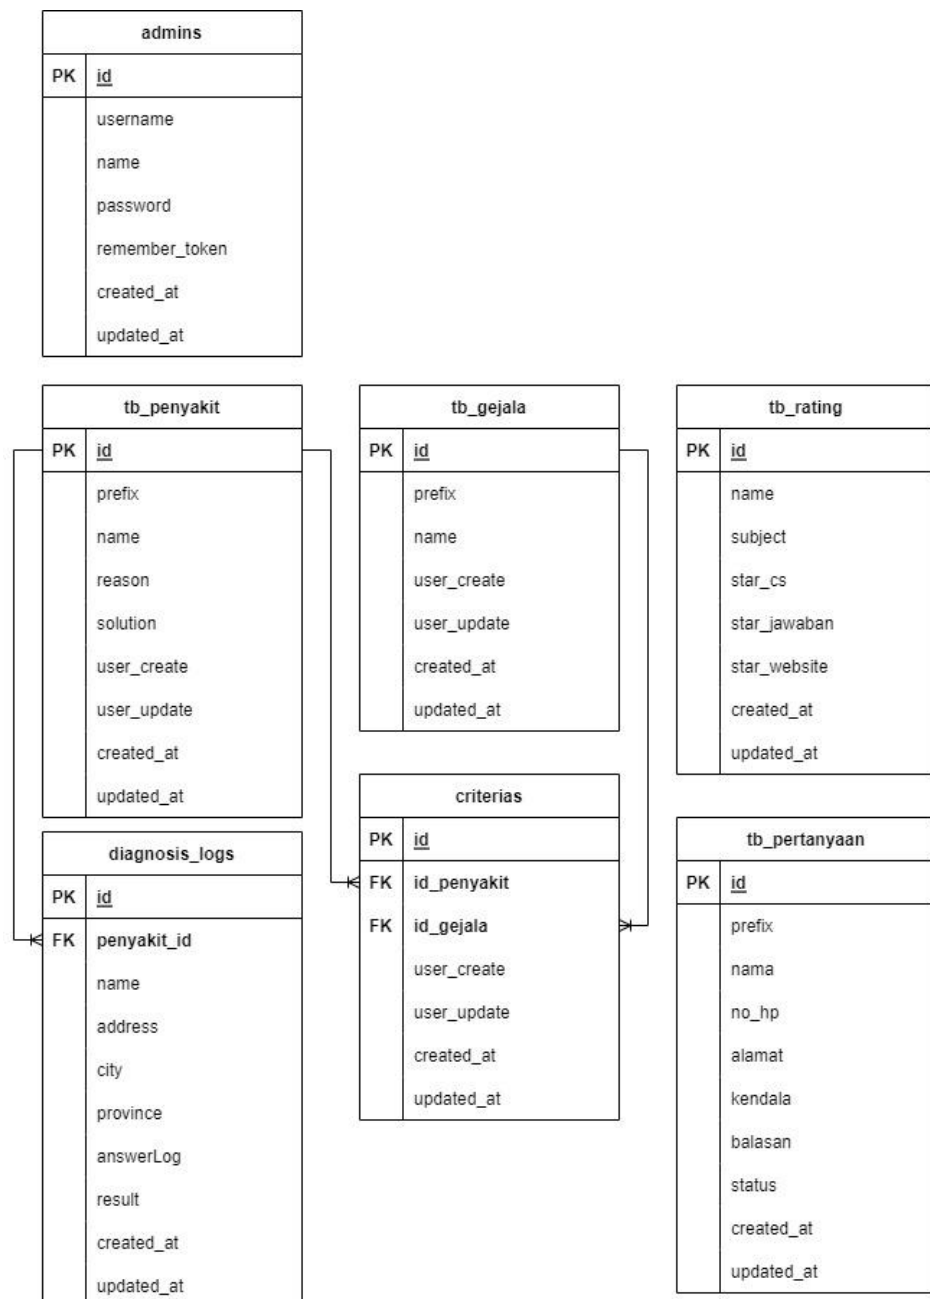 admins
PK id
username
name
password
remember_token
created_at
updated_at
tb_penyakit
PK id
prefix
name
reason
solution
user_create
user_update
created_at
updated_at
tb_gejala
PK id
prefix
name
user_create
user_update
created_at
updated_at
tb_rating
PK id
name
subject
star_cs
star_jawaban
star_website
created_at
updated_at
diagnosis_logs
PK id
FK penyakit_id
name
address
city
province
answerLog
result
created_at
updated_at
criterias
PK id
FK id_penyakit
FK id_gejala
user_create
user_update
created_at
updated_at
tb_pertanyaan
PK id
prefix
nama
no_hp
alamat
kendala
balasan
status
created_at
updated_at